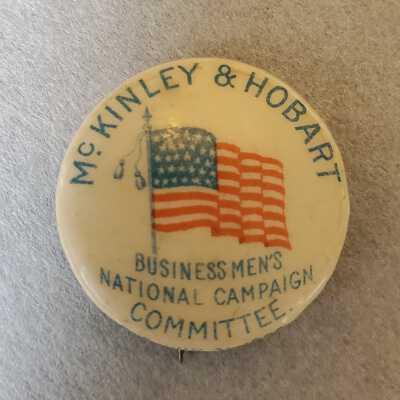 McKINLEY & HOBART
BUSINESS MEN'S
NATIONAL CAMPAIGN
COMMITTEE.